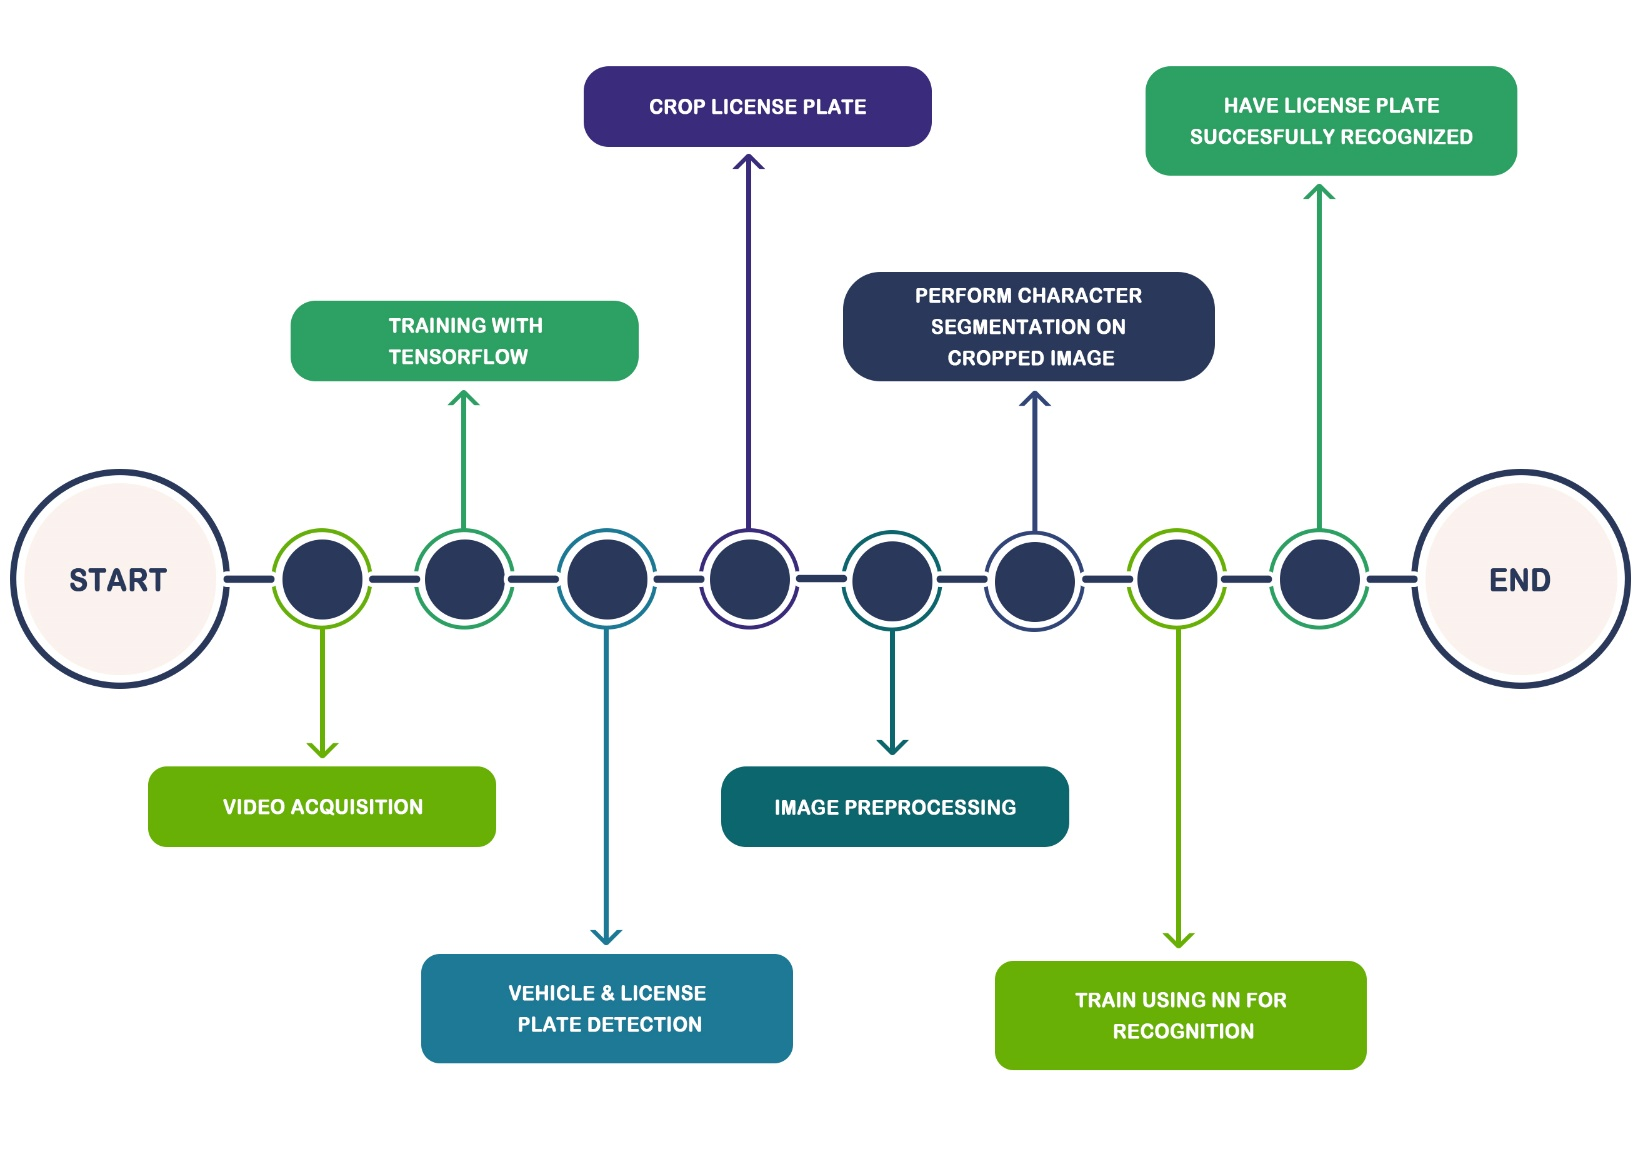 CROP LICENSE PLATE
HAVE LICENSE PLATE
SUCCESFULLY RECOGNIZED
TRAINING WITH
TENSORFLOW
PERFORM CHARACTER
SEGMENTATION ON
CROPPED IMAGE
START
END
VIDEO ACQUISITION
IMAGE PREPROCESSING
VEHICLE & LICENSE
PLATE DETECTION
TRAIN USING NN FOR
RECOGNITION